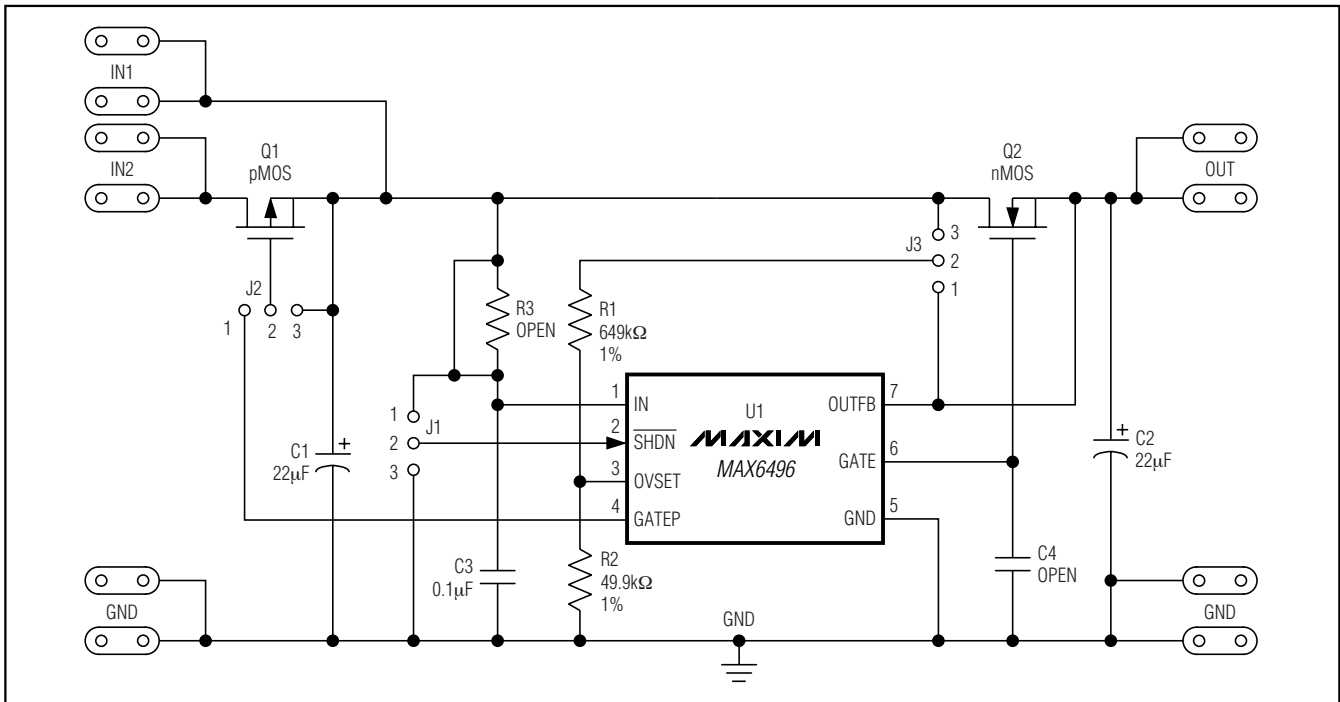 IN1
IN2
Q1
pMOS
Q2
nMOS
OUT
J2
1
2
3
J3
3
2
1
R3
OPEN
R1
649kΩ
1%
J1
1
2
3
C1
+
22µF
U1
MAXIM
MAX6496
1
IN
2
SHDN
3
OVSET
4
GATEP
OUTFB
7
GATE
6
GND
5
+
C2
22µF
C3
0.1µF
R2
49.9kΩ
1%
C4
OPEN
GND
GND
GND